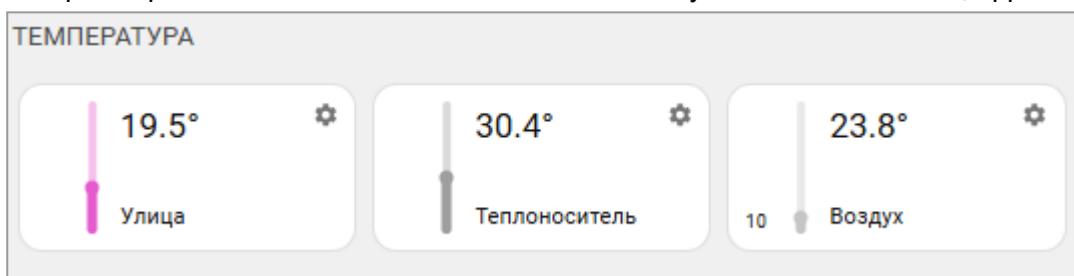 ТЕМПЕРАТУРА
19.5°
Улица
30.4°
Теплоноситель
23.8°
10
Воздух